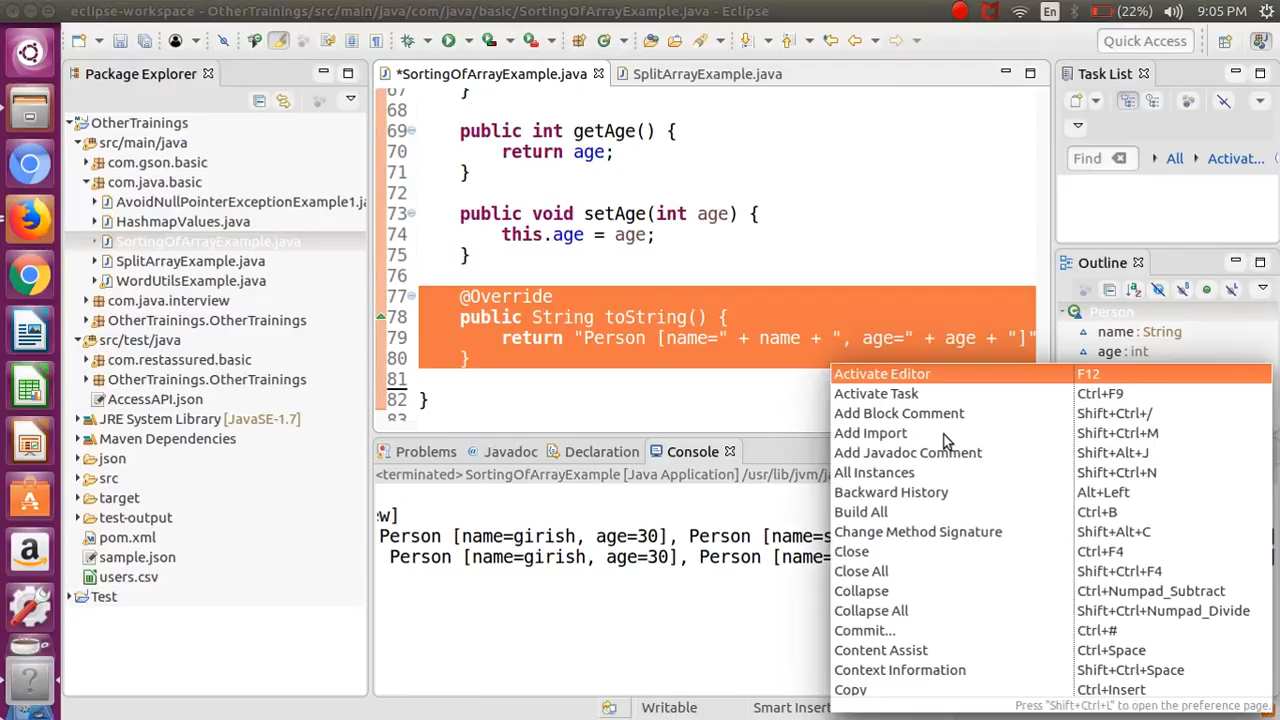 eclipse-workspace - OtherTrainings/src/main/java/com/java/basic/SortingOfArrayExample.java - Eclipse
En
(22%)
9:05 PM
Quick Access
Package Explorer
*SortingOfArrayExample.java
SplitArrayExample.java
Task List
Find
All
Activat...
OtherTrainings
src/main/java
com.gson.basic
com.java.basic
AvoidNullPointerExceptionExample1.ja
HashmapValues.java
SortingOfArrayExample.java
SplitArrayExample.java
WordUtilsExample.java
com.java.interview
OtherTrainings.OtherTrainings
src/test/java
com.restassured.basic
OtherTrainings.OtherTrainings
AccessAPI.java
JRE System Library [JavaSE-1.7]
Maven Dependencies
json
src
target
test-output
pom.xml
sample.json
users.csv
Test
67 }
68
69 public int getAge() {
70 return age;
71 }
72
73 public void setAge(int age) {
74 this.age = age;
75 }
76
77 @Override
78 public String toString() {
79 return "Person [name=" + name + ", age=" + age + "]"
80 }
81
82 }
83
Outline
Person
name : String
age : int
Problems
Javadoc
Declaration
Console
<terminated> SortingOfArrayExample [Java Application] /usr/lib/jvm/ja
w]
Person [name=girish, age=30], Person [name=s
Person [name=girish, age=30], Person [name=
Activate Editor F12
Activate Task Ctrl+F9
Add Block Comment Shift+Ctrl+/
Add Import Shift+Ctrl+M
Add Javadoc Comment Shift+Alt+J
All Instances Shift+Ctrl+N
Backward History Alt+Left
Build All Ctrl+B
Change Method Signature Shift+Alt+C
Close Ctrl+F4
Close All Shift+Ctrl+F4
Collapse Ctrl+Numpad_Subtract
Collapse All Shift+Ctrl+Numpad_Divide
Commit... Ctrl+#
Content Assist Ctrl+Space
Context Information Shift+Ctrl+Space
Copy Ctrl+Insert
Press "Shift+Ctrl+L" to open the preference page.
Writable
Smart Insert